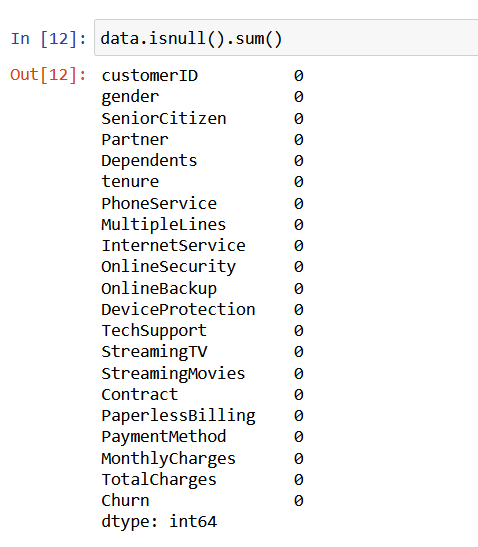 In [12]: data.isnull().sum()
Out[12]: customerID 0
gender 0
SeniorCitizen 0
Partner 0
Dependents 0
tenure 0
PhoneService 0
MultipleLines 0
InternetService 0
OnlineSecurity 0
OnlineBackup 0
DeviceProtection 0
TechSupport 0
StreamingTV 0
StreamingMovies 0
Contract 0
PaperlessBilling 0
PaymentMethod 0
MonthlyCharges 0
TotalCharges 0
Churn 0
dtype: int64